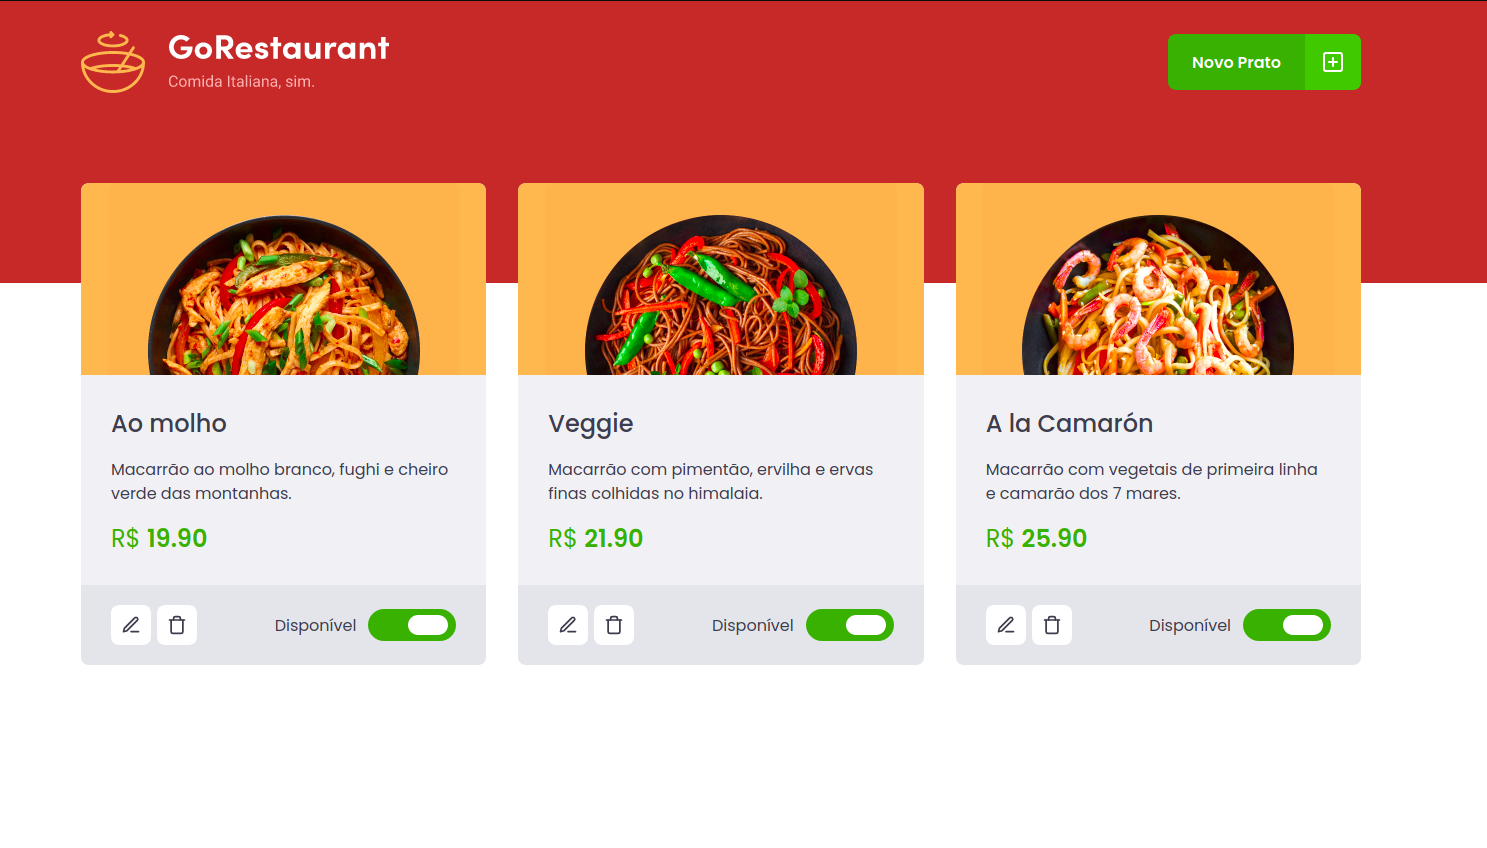 GoRestaurant
Comida Italiana, sim.
Novo Prato
Ao molho
Macarrão ao molho branco, fughi e cheiro
verde das montanhas.
R$ 19.90
Disponível
Veggie
Macarrão com pimentão, ervilha e ervas
finas colhidas no himalaia.
R$ 21.90
Disponível
A la Camarón
Macarrão com vegetais de primeira linha
e camarão dos 7 mares.
R$ 25.90
Disponível